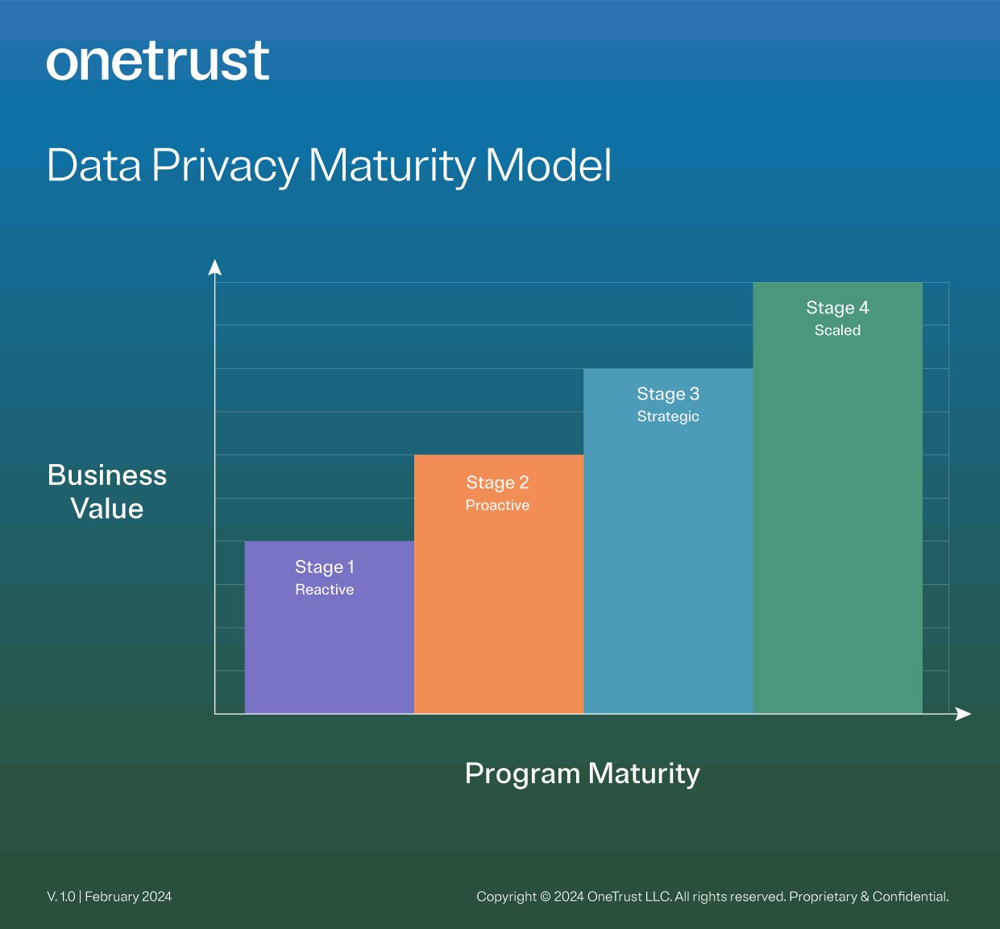 onetrust
Data Privacy Maturity Model
Stage 4
Scaled
Stage 3
Strategic
Stage 2
Proactive
Stage 1
Reactive
Business
Value
Program Maturity
V. 1.0 | February 2024
Copyright © 2024 OneTrust LLC. All rights reserved. Proprietary & Confidential.